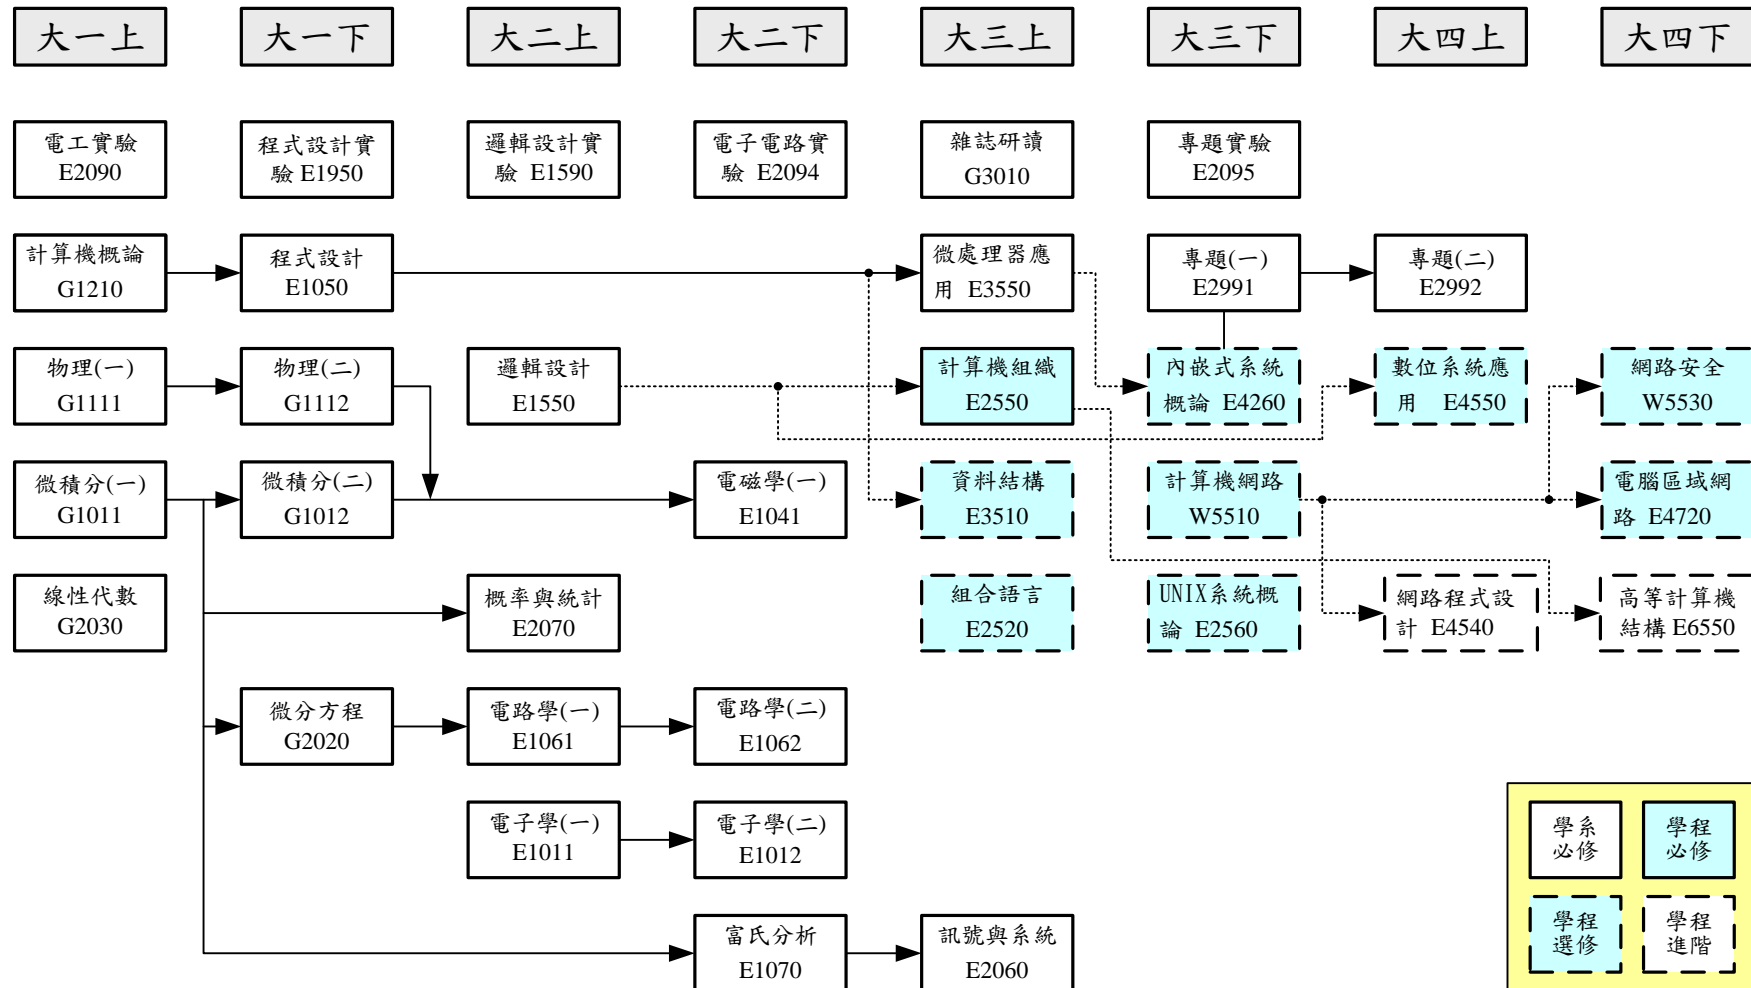 大一上 大一下 大二上 大二下 大三上 大三下 大四上 大四下
電工實驗
E2090
程式設計實
驗 E1950
邏輯設計實
驗 E1590
電子電路實
驗 E2094
雜誌研讀
G3010
專題實驗
E2095
計算機概論
G1210
程式設計
E1050
微處理器應
用 E3550
專題(一)
E2991
專題(二)
E2992
物理(一)
G1111
物理(二)
G1112
邏輯設計
E1550
計算機組織
E2550
內嵌式系統
概論 E4260
數位系統應
用 E4550
網路安全
W5530
微積分(一)
G1011
微積分(二)
G1012
電磁學(一)
E1041
資料結構
E3510
計算機網路
W5510
電腦區域網
路 E4720
線性代數
G2030
概率與統計
E2070
組合語言
E2520
UNIX系統概
論 E2560
網路程式設
計 E4540
高等計算機
結構 E6550
微分方程
G2020
電路學(一)
E1061
電路學(二)
E1062
電子學(一)
E1011
電子學(二)
E1012
富氏分析
E1070
訊號與系統
E2060
學系
必修
學程
必修
學程
選修
學程
進階